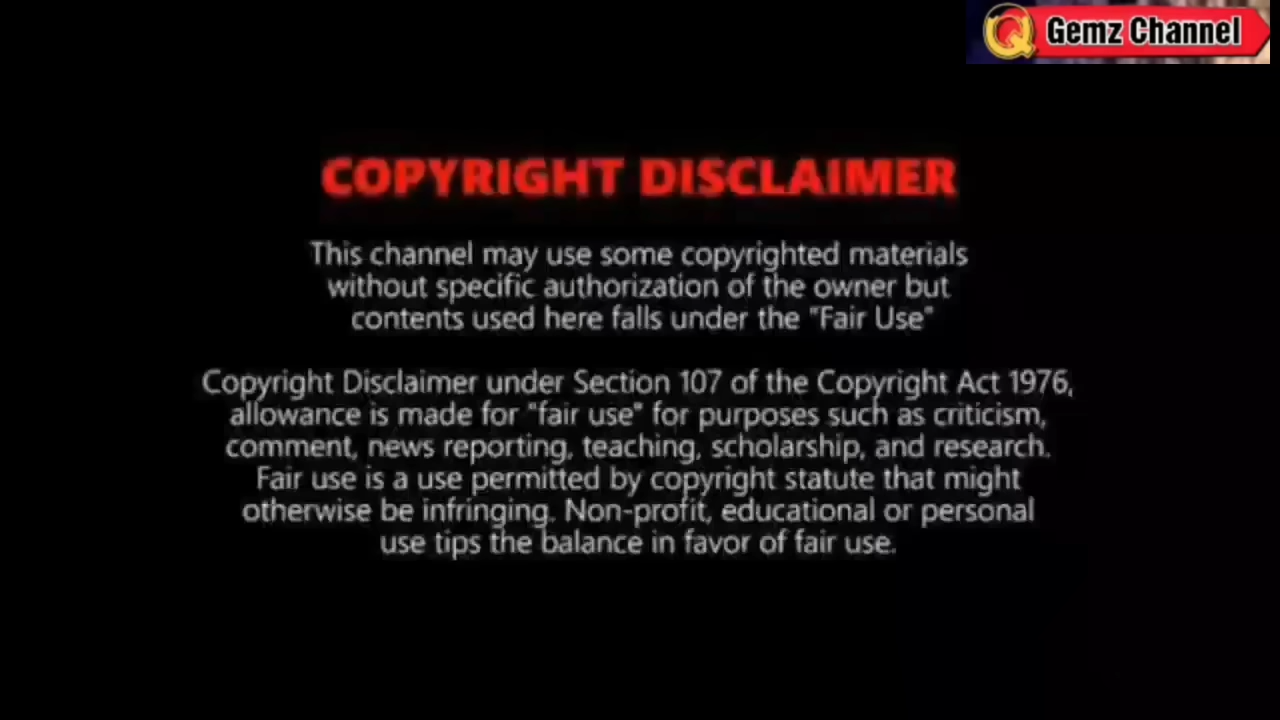 Gemz Channel
COPYRIGHT DISCLAIMER
This channel may use some copyrighted materials
without specific authorization of the owner but
contents used here falls under the "Fair Use"
Copyright Disclaimer under Section 107 of the Copyright Act 1976,
allowance is made for "fair use" for purposes such as criticism,
comment, news reporting, teaching, scholarship, and research.
Fair use is a use permitted by copyright statute that might
otherwise be infringing. Non-profit, educational or personal
use tips the balance in favor of fair use.